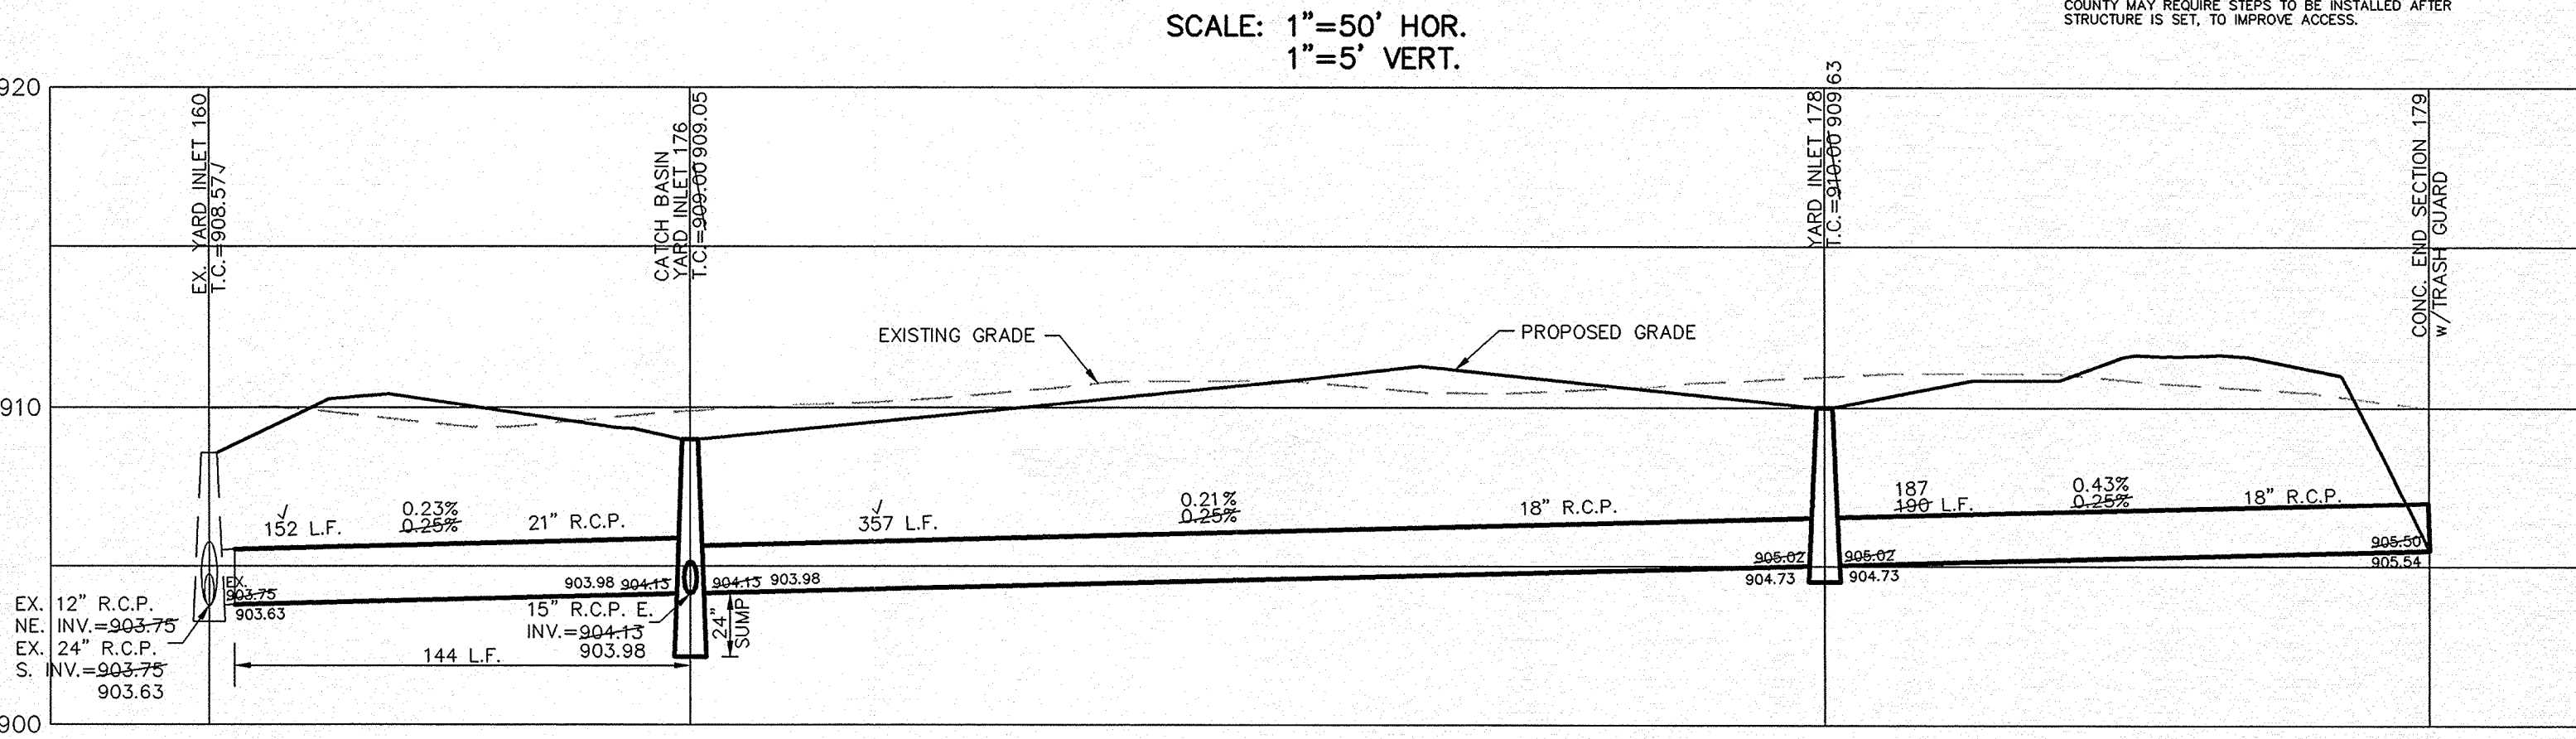 COUNTY MAY REQUIRE STEPS TO BE INSTALLED AFTER
STRUCTURE IS SET, TO IMPROVE ACCESS.
SCALE: 1"=50' HOR.
1"=5' VERT.
920
910
900
EX. YARD INLET 160
T.C.=908.57√
CATCH BASIN
YARD INLET 176
T.C.=909.00 909.05
YARD INLET 178
T.C.=910.00 909.63
CONC. END SECTION 179
w/TRASH GUARD
EXISTING GRADE
PROPOSED GRADE
√
152 L.F.
0.23%
0.25%
21" R.C.P.
√
357 L.F.
0.21%
0.25%
18" R.C.P.
187
190 L.F.
0.43%
0.25%
18" R.C.P.
EX.
903.75
903.63
903.98 904.13
904.13 903.98
905.02
904.73
905.02
904.73
905.50
905.54
EX. 12" R.C.P.
NE. INV.=903.75
EX. 24" R.C.P.
S. INV.=903.75
903.63
15" R.C.P. E.
INV.=904.13
903.98
24"
SUMP
144 L.F.